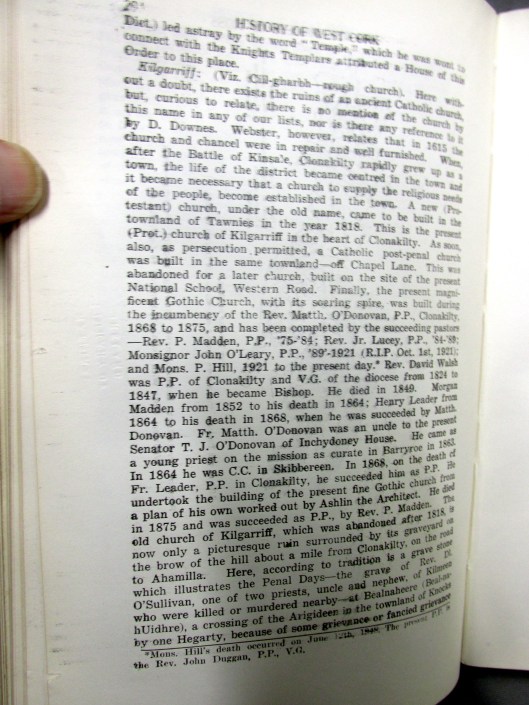 HISTORY OF WEST CORK
Dict.) led astray by the word "Temple," which he was wont to
connect with the Knights Templars attributed a House of this
Order to this place.
Kilgarriff: (Viz. Cill-gharbh—rough church). Here with-
out a doubt, there exists the ruins of an ancient Catholic church,
but, curious to relate, there is no mention of the church by
this name in any of our lists, nor is there any reference to it
by D. Downes. Webster, however, relates that in 1615 the
church and chancel were in repair and well furnished. When,
after the Battle of Kinsale, Clonakilty rapidly grew up as a
town, the life of the district became centred in the town and
it became necessary that a church to supply the religious needs
of the people, become established in the town. A new (Pro-
testant) church, under the old name, came to be built in the
townland of Tawnies in the year 1818. This is the present
(Prot.) church of Kilgarriff in the heart of Clonakilty. As soon,
also, as persecution permitted, a Catholic post-penal church
was built in the same townland—off Chapel Lane. This was
abandoned for a later church, built on the site of the present
National School, Western Road. Finally, the present magni-
ficent Gothic Church, with its soaring spire, was built during
the incumbency of the Rev. Matth. O'Donovan, P.P., Clonakilty,
1868 to 1875, and has been completed by the succeeding pastors
—Rev. P. Madden, P.P., '75-'84; Rev. Jr. Lucey, P.P., '84-'89;
Monsignor John O'Leary, P.P., '89'-1921 (R.I.P. Oct. 1st, 1921);
and Mons. P. Hill, 1921 to the present day.* Rev. David Walsh
was P.P. of Clonakilty and V.G. of the diocese from 1824 to
1847, when he became Bishop. He died in 1849. Morgan
Madden from 1852 to his death in 1864; Heary Leader from
1864 to his death in 1868, when he was succeeded by Matth.
Donovan. Fr. Matth. O'Donovan was an uncle to the present
Senator T. J. O'Donovan of Inchydoney House. He came as
a young priest on the mission as curate in Barryroe in 1863.
In 1864 he was C.C. in Skibbereen. In 1868, on the death of
Fr. Leader, P.P. in Clonakilty, he succeeded him as P.P. He
undertook the building of the present fine Gothic church from
a plan of his own worked out by Ashlin the Architect. He died
in 1875 and was succeeded as P.P., by Rev. P. Madden. The
old church of Kilgarriff, which was abandoned after 1818, is
now only a picturesque ruin surrounded by its graveyard on
the brow of the hill about a mile from Clonakilty, on the road
to Ahamilla. Here, according to tradition is a grave stone
which illustrates the Penal Days—the grave of Rev. Dl.
O'Sullivan, one of two priests, uncle and nephew, of Kilmeen
who were killed or murdered nearby—at Bealnaheere (Beal-na-
hUidhre), a crossing of the Arigideen in the townland of Knocks
by one Hegarty, because of some grievance or fancied grievance
*Mons. Hill's death occurred on June 12th, 1948. The present P.P. is
the Rev. John Duggan, P.P., V.G.